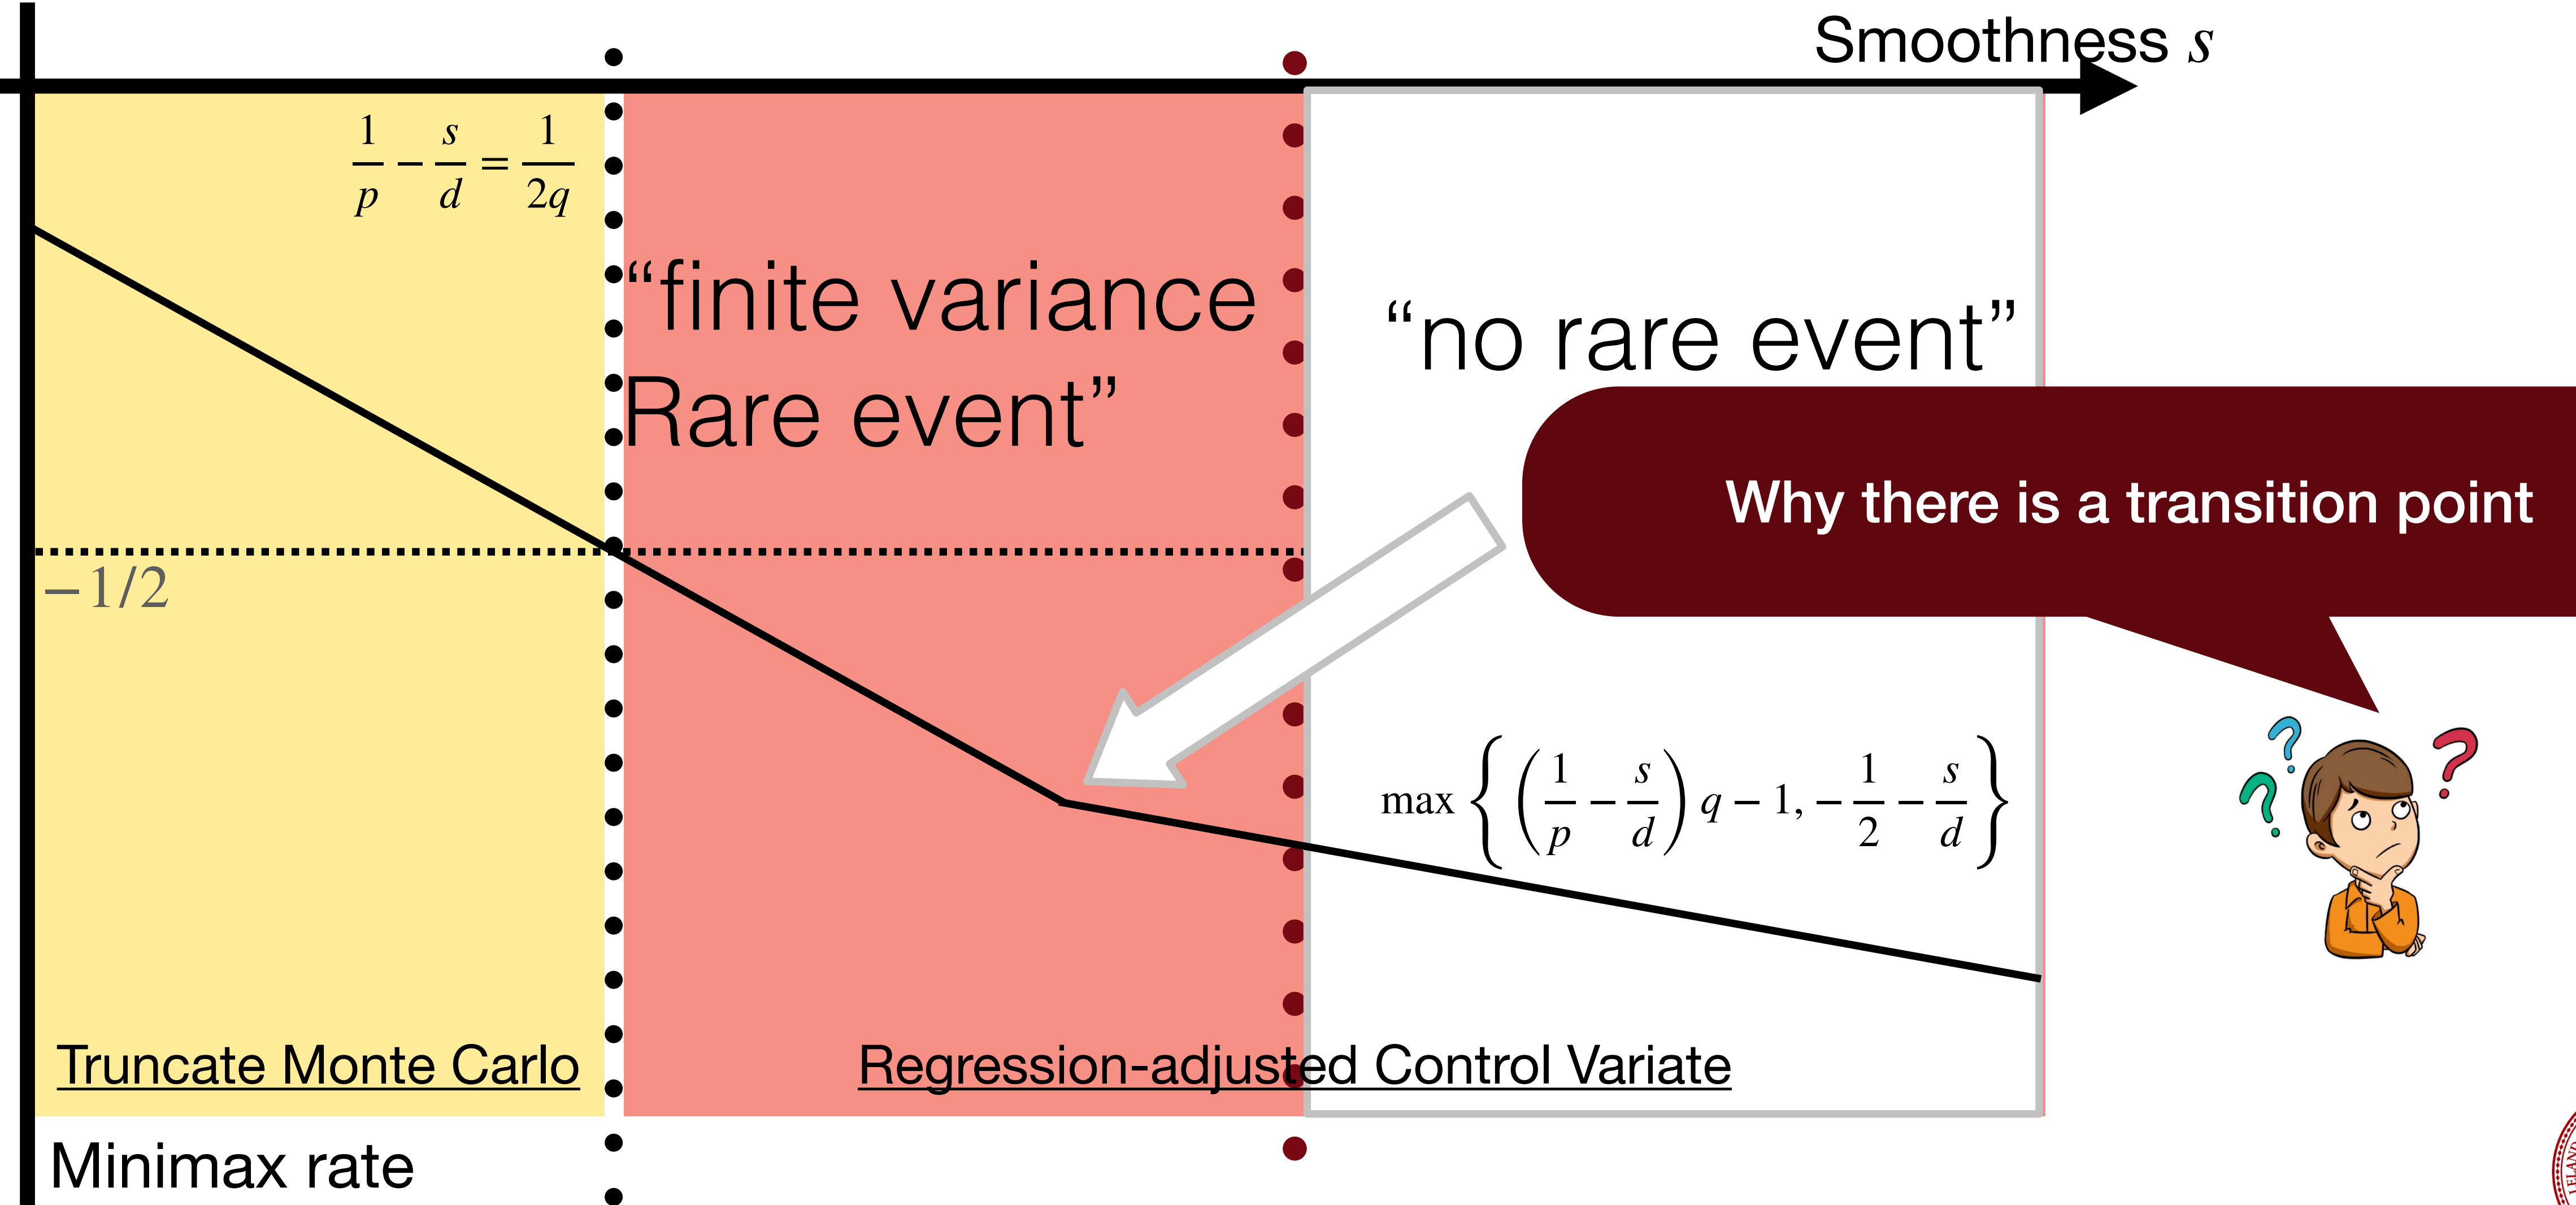 Smoothness s
1/p − s/d = 1/2q
“finite variance
Rare event”
“no rare event”
Why there is a transition point
−1/2
max { ( 1/p − s/d ) q − 1, − 1/2 − s/d }
? ? ?
Truncate Monte Carlo
Regression-adjusted Control Variate
Minimax rate